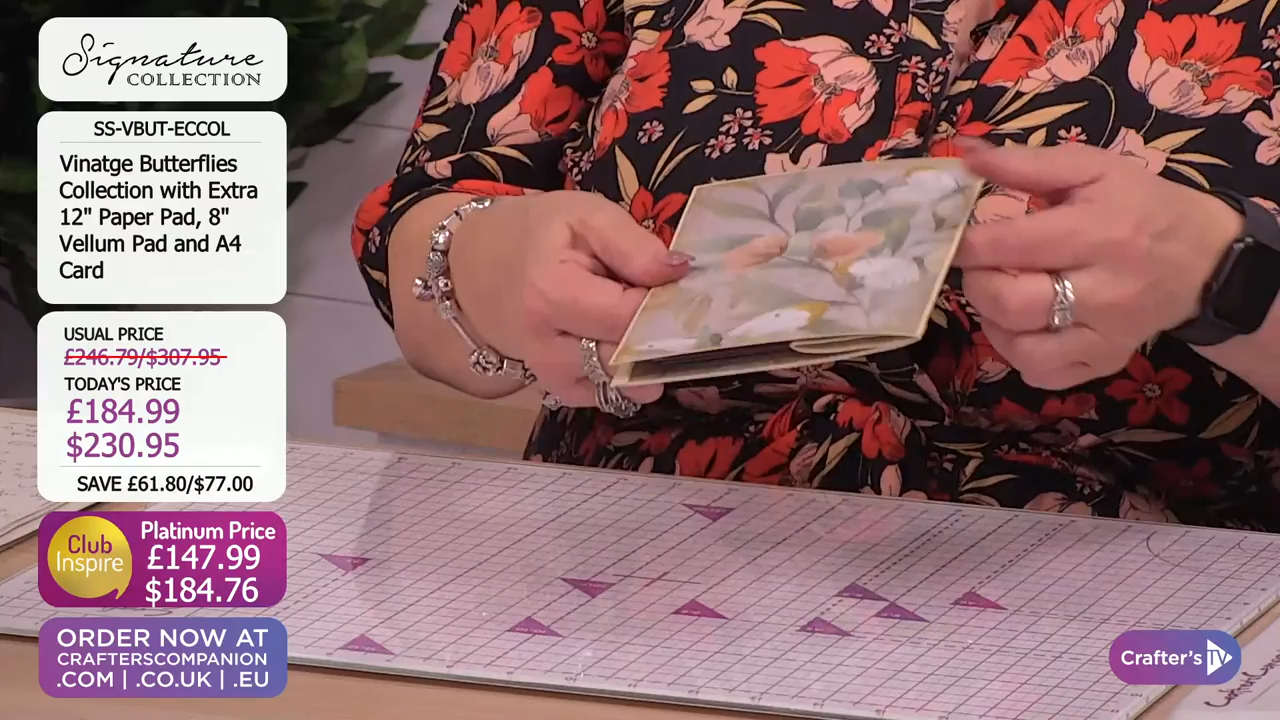 Signature
COLLECTION
SS-VBUT-ECCOL
Vinatge Butterflies
Collection with Extra
12" Paper Pad, 8"
Vellum Pad and A4
Card
USUAL PRICE
£246.79/$307.95
TODAY'S PRICE
£184.99
$230.95
SAVE £61.80/$77.00
Club
Inspire
Platinum Price
£147.99
$184.76
ORDER NOW AT
CRAFTERSCOMPANION
.COM | .CO.UK | .EU
Crafter's TV